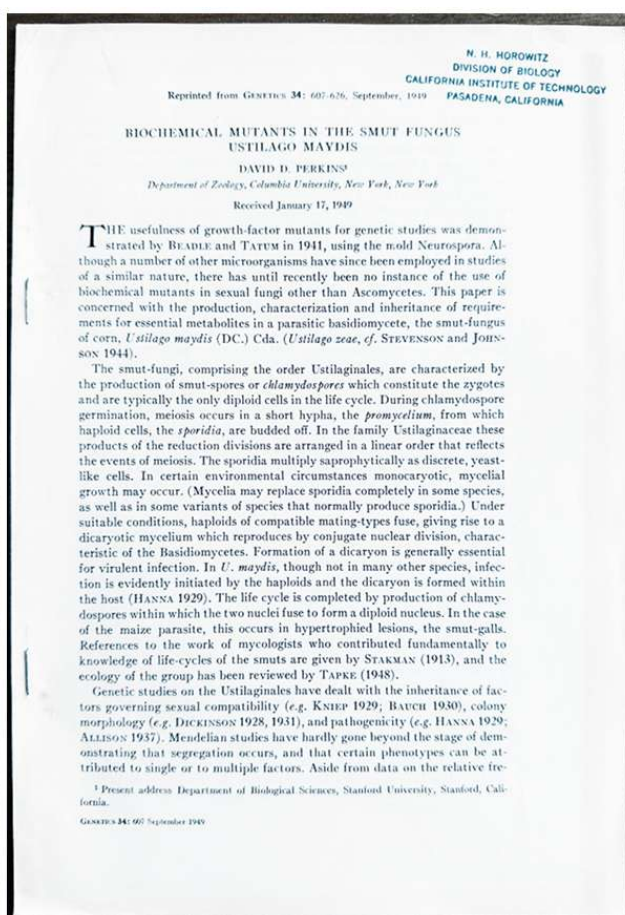 N. H. HOROWITZ
DIVISION OF BIOLOGY
CALIFORNIA INSTITUTE OF TECHNOLOGY
PASADENA, CALIFORNIA
Reprinted from GENETICS 34: 607-626, September, 1949
BIOCHEMICAL MUTANTS IN THE SMUT FUNGUS
USTILAGO MAYDIS
DAVID D. PERKINS¹
Department of Zoology, Columbia University, New York, New York
Received January 17, 1949
THE usefulness of growth-factor mutants for genetic studies was demon-
strated by BEADLE and TATUM in 1941, using the mold Neurospora. Al-
though a number of other microorganisms have since been employed in studies
of a similar nature, there has until recently been no instance of the use of
biochemical mutants in sexual fungi other than Ascomycetes. This paper is
concerned with the production, characterization and inheritance of require-
ments for essential metabolites in a parasitic basidiomycete, the smut-fungus
of corn, Ustilago maydis (DC.) Cda. (Ustilago zeae, cf. STEVENSON and JOHN-
SON 1944).
The smut-fungi, comprising the order Ustilaginales, are characterized by
the production of smut-spores or chlamydospores which constitute the zygotes
and are typically the only diploid cells in the life cycle. During chlamydospore
germination, meiosis occurs in a short hypha, the promycelium, from which
haploid cells, the sporidia, are budded off. In the family Ustilaginaceae these
products of the reduction divisions are arranged in a linear order that reflects
the events of meiosis. The sporidia multiply saprophytically as discrete, yeast-
like cells. In certain environmental circumstances monocaryotic, mycelial
growth may occur. (Mycelia may replace sporidia completely in some species,
as well as in some variants of species that normally produce sporidia.) Under
suitable conditions, haploids of compatible mating-types fuse, giving rise to a
dicaryotic mycelium which reproduces by conjugate nuclear division, charac-
teristic of the Basidiomycetes. Formation of a dicaryon is generally essential
for virulent infection. In U. maydis, though not in many other species, infec-
tion is evidently initiated by the haploids and the dicaryon is formed within
the host (HANNA 1929). The life cycle is completed by production of chlamy-
dospores within which the two nuclei fuse to form a diploid nucleus. In the case
of the maize parasite, this occurs in hypertrophied lesions, the smut-galls.
References to the work of mycologists who contributed fundamentally to
knowledge of life-cycles of the smuts are given by STAKMAN (1913), and the
ecology of the group has been reviewed by TAPKE (1948).
Genetic studies on the Ustilaginales have dealt with the inheritance of fac-
tors governing sexual compatibility (e.g. KNIEP 1929; BAUCH 1930), colony
morphology (e.g. DICKINSON 1928, 1931), and pathogenicity (e.g. HANNA 1929;
ALLISON 1937). Mendelian studies have hardly gone beyond the stage of dem-
onstrating that segregation occurs, and that certain phenotypes can be at-
tributed to single or to multiple factors. Aside from data on the relative fre-
¹ Present address Department of Biological Sciences, Stanford University, Stanford, Cali-
fornia.
GENETICS 34: 607 September 1949